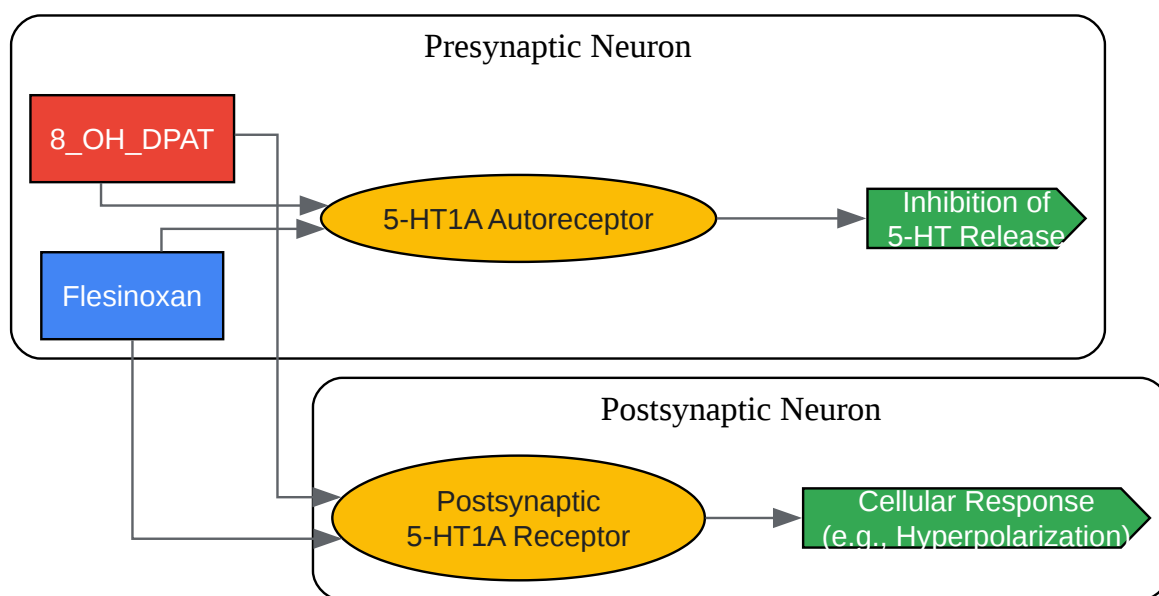 Presynaptic Neuron
8_OH_DPAT
5-HT1A Autoreceptor
Inhibition of
5-HT Release
Flesinoxan
Postsynaptic Neuron
Postsynaptic
5-HT1A Receptor
Cellular Response
(e.g., Hyperpolarization)